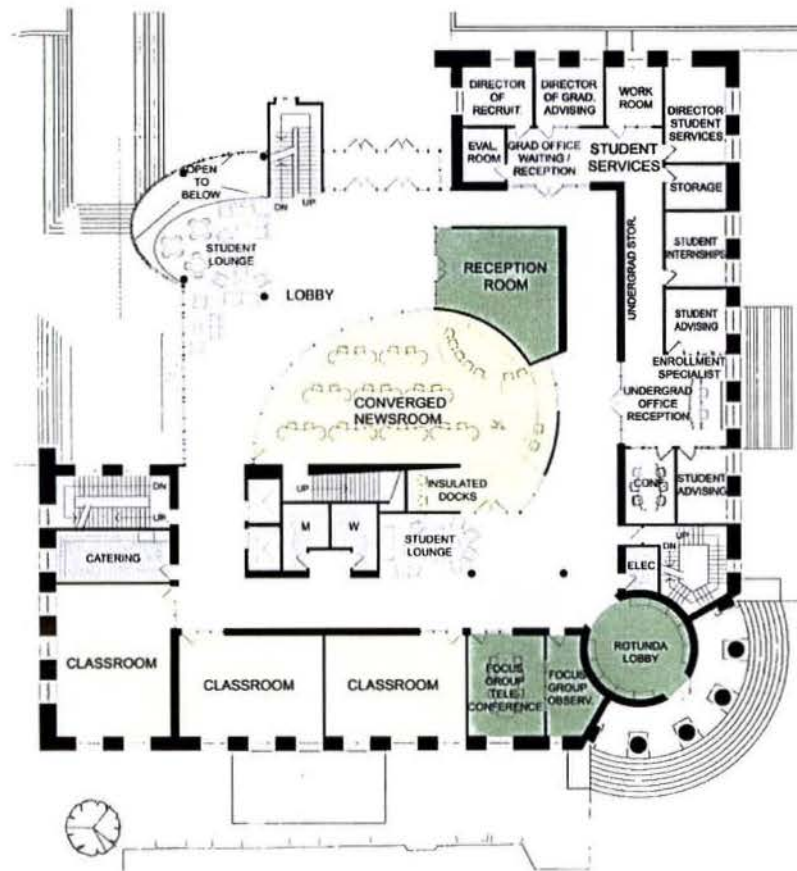 DIRECTOR
OF
RECRUIT.
DIRECTOR
OF GRAD.
ADVISING
WORK
ROOM
DIRECTOR
STUDENT
SERVICES
EVAL.
ROOM
GRAD OFFICE
WAITING /
RECEPTION
STUDENT
SERVICES
STORAGE
OPEN
TO
BELOW
DN
UP
STUDENT
LOUNGE
LOBBY
RECEPTION
ROOM
UNDERGRAD STOR.
STUDENT
INTERNSHIPS
STUDENT
ADVISING
ENROLLMENT
SPECIALIST
UNDERGRAD
OFFICE
RECEPTION
CONVERGED
NEWSROOM
DN
UP
UP
INSULATED
DOCKS
CONF
STUDENT
ADVISING
M
W
STUDENT
LOUNGE
CATERING
UP
DN
ELEC
CLASSROOM
CLASSROOM
CLASSROOM
FOCUS
GROUP
(TELE)
CONFERENCE
FOCUS
GROUP
OBSERV.
ROTUNDA
LOBBY